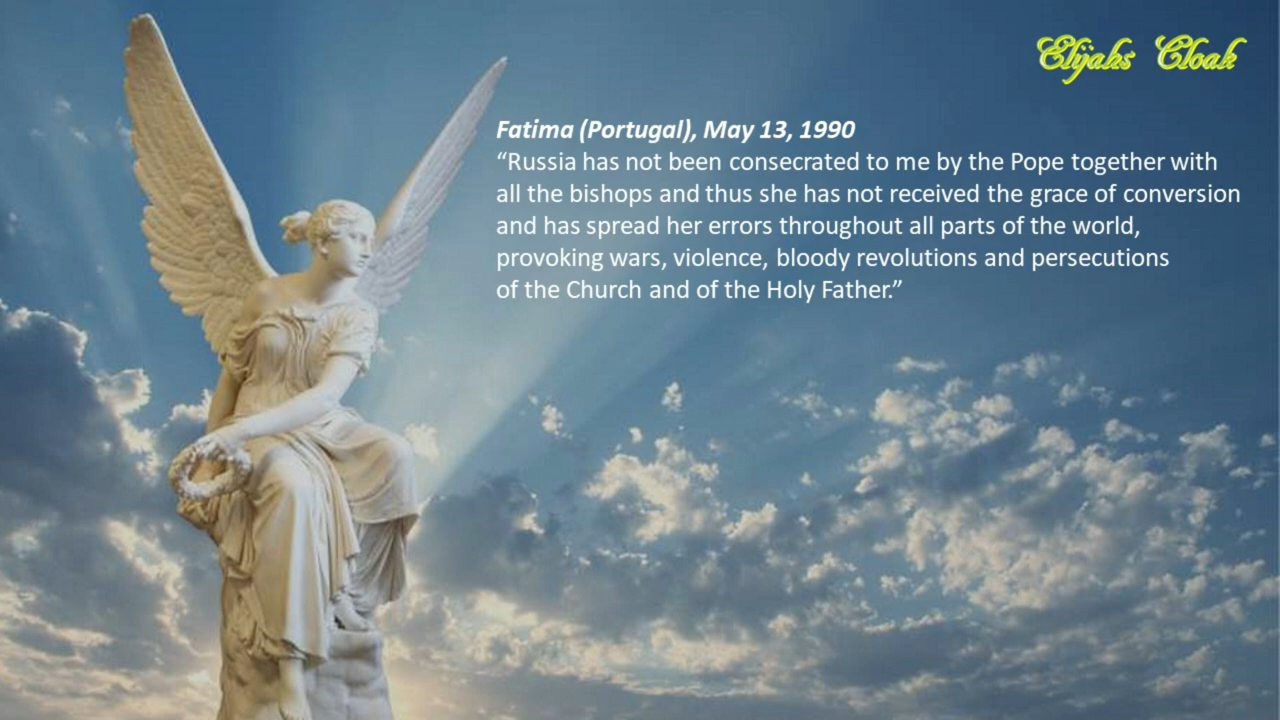 Elijahs Cloak
Fatima (Portugal), May 13, 1990
“Russia has not been consecrated to me by the Pope together with
all the bishops and thus she has not received the grace of conversion
and has spread her errors throughout all parts of the world,
provoking wars, violence, bloody revolutions and persecutions
of the Church and of the Holy Father.”